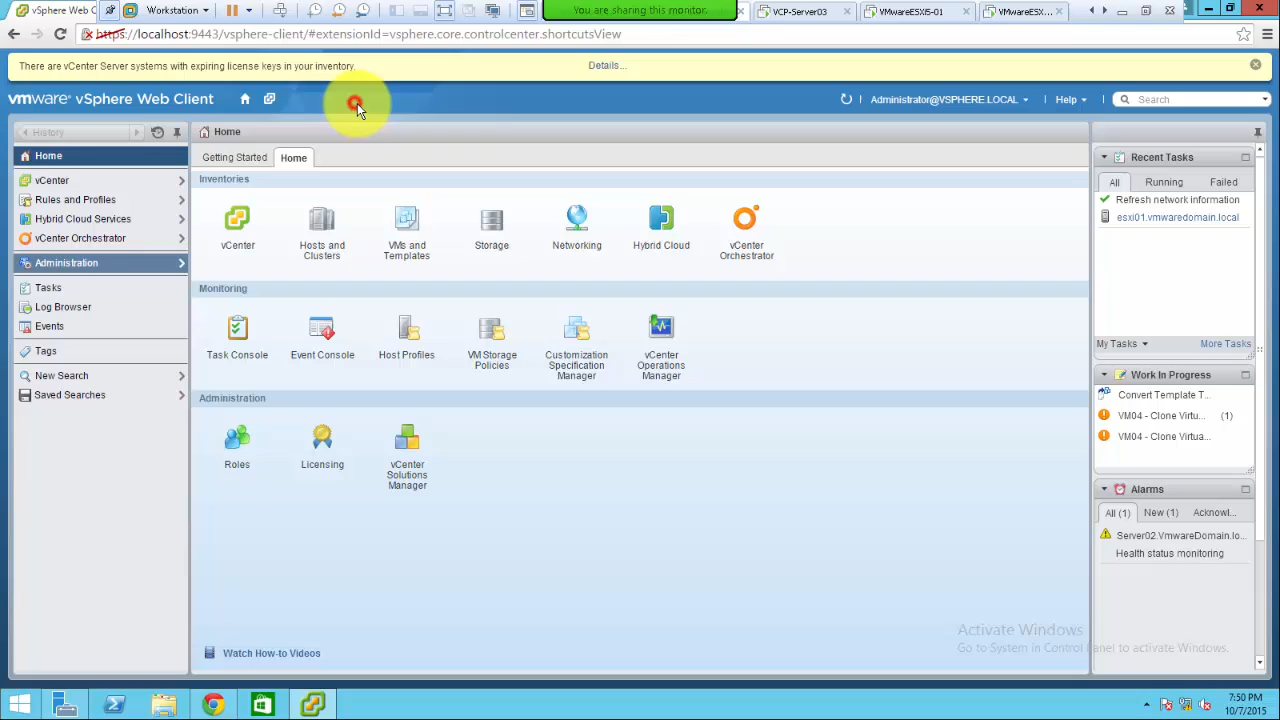 vSphere Web C
Workstation
You are sharing this monitor.
VCP-Server03
VMwareESXi5-01
VMwareESX...
https://localhost:9443/vsphere-client/#extensionId=vsphere.core.controlcenter.shortcutsView
There are vCenter Server systems with expiring license keys in your inventory.
Details...
vmware® vSphere Web Client
Administrator@VSPHERE.LOCAL
Help
Search
History
Home
Home
vCenter
Rules and Profiles
Hybrid Cloud Services
vCenter Orchestrator
Administration
Tasks
Log Browser
Events
Tags
New Search
Saved Searches
Getting Started
Home
Inventories
vCenter
Hosts and
Clusters
VMs and
Templates
Storage
Networking
Hybrid Cloud
vCenter
Orchestrator
Monitoring
Task Console
Event Console
Host Profiles
VM Storage
Policies
Customization
Specification
Manager
vCenter
Operations
Manager
Administration
Roles
Licensing
vCenter
Solutions
Manager
Watch How-to Videos
Recent Tasks
All
Running
Failed
Refresh network information
esxi01.vmwaredomain.local
My Tasks
More Tasks
Work In Progress
Convert Template T...
VM04 - Clone Virtu... (1)
VM04 - Clone Virtua...
Alarms
All (1)
New (1)
Acknowl...
Server02.VmwareDomain.lo...
Health status monitoring
Activate Windows
Go to System in Control Panel to activate Windows.
7:50 PM
10/7/2015